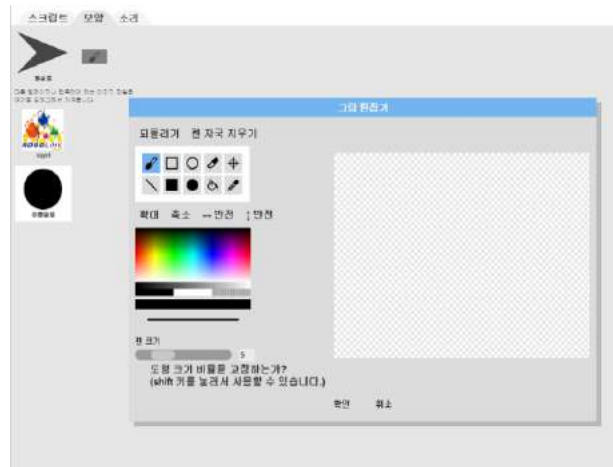 스크립트 모양 소리
그림 편집기
되돌리기 펜 자국 지우기
확대 축소 ↔ 반전 ↕ 반전
펜 크기
5
도형 크기 비율을 고정하는가?
(shift 키를 눌러서 사용할 수 있습니다.)
확인 취소